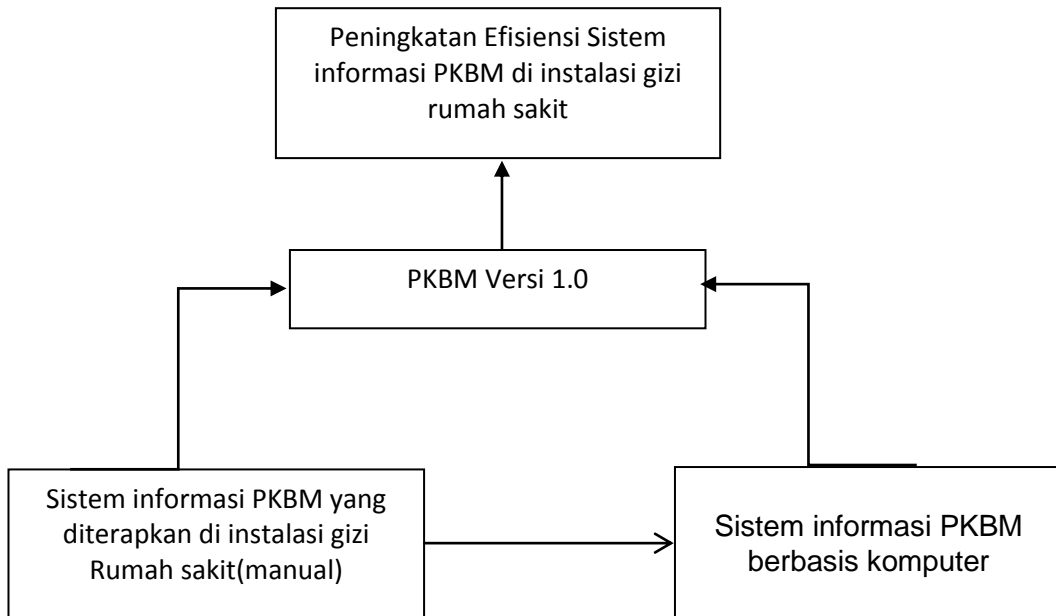 Peningkatan Efisiensi Sistem
informasi PKBM di instalasi gizi
rumah sakit
PKBM Versi 1.0
Sistem informasi PKBM yang
diterapkan di instalasi gizi
Rumah sakit(manual)
Sistem informasi PKBM
berbasis komputer